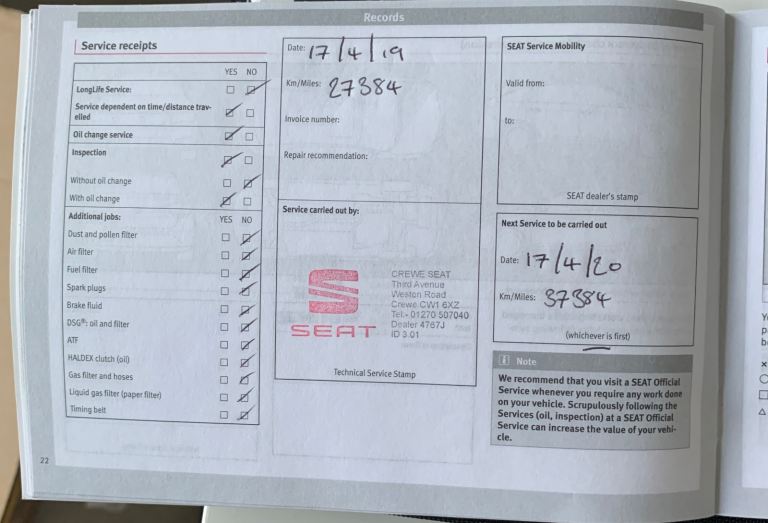 Records
Service receipts
YES NO
LongLife Service:
Service dependent on time/distance trav-
elled
Oil change service
Inspection
Without oil change
With oil change
Additional jobs: YES NO
Dust and pollen filter
Air filter
Fuel filter
Spark plugs
Brake fluid
DSG®: oil and filter
ATF
HALDEX clutch (oil)
Gas filter and hoses
Liquid gas filter (paper filter)
Timing belt
22
Date: 17/4/19
Km/Miles: 27384
Invoice number:
Repair recommendation:
Service carried out by:
SEAT
CREWE SEAT
Third Avenue
Weston Road
Crewe CW1 6XZ
Tel:- 01270 507040
Dealer 4767J
ID 3.01
Technical Service Stamp
SEAT Service Mobility
Valid from:
to:
SEAT dealer's stamp
Next Service to be carried out
Date: 17/4/20
Km/Miles: 37384
(whichever is first)
Note
We recommend that you visit a SEAT Official
Service whenever you require any work done
on your vehicle. Scrupulously following the
Services (oil, inspection) at a SEAT Official
Service can increase the value of your vehi-
cle.